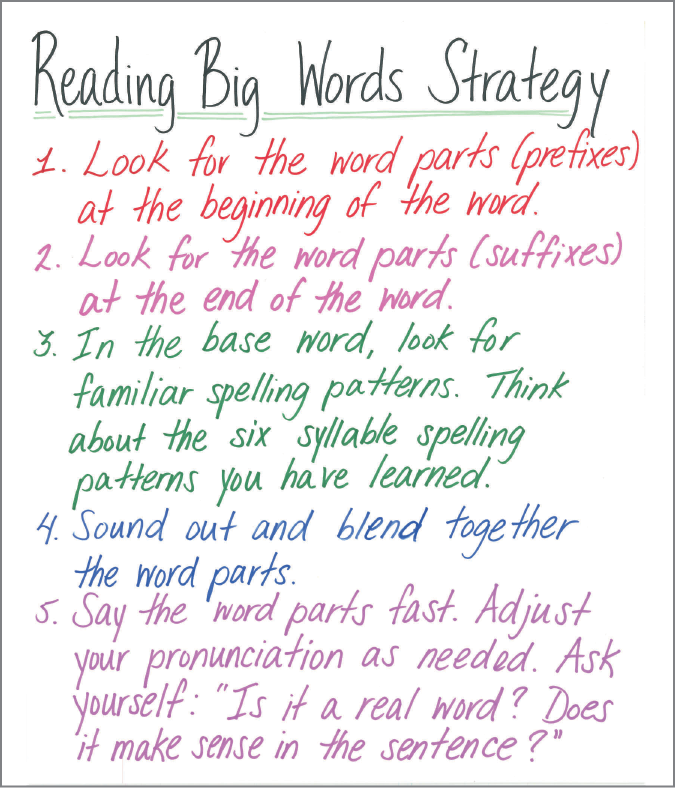 Reading Big Words Strategy
1. Look for the word parts (prefixes)
at the beginning of the word.
2. Look for the word parts (suffixes)
at the end of the word.
3. In the base word, look for
familiar spelling patterns. Think
about the six syllable spelling
patterns you have learned.
4. Sound out and blend together
the word parts.
5. Say the word parts fast. Adjust
your pronunciation as needed. Ask
yourself: "Is it a real word? Does
it make sense in the sentence?"